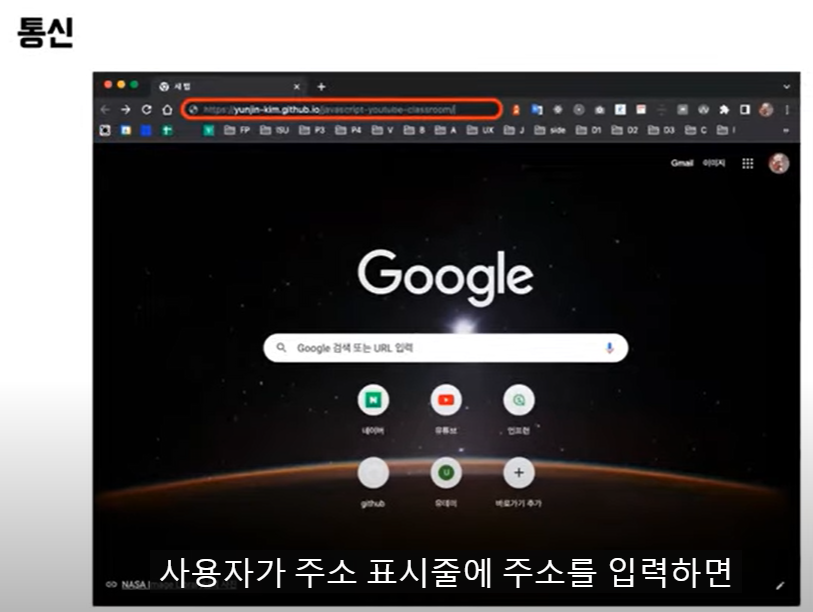 통신
새 탭
https://yunjin-kim.github.io/javascript-youtube-classroom/
FP ISU P3 P4 V B A UX J side D1 D2 D3 C
Gmail 이미지
Google
Google 검색 또는 URL 입력
네이버 유튜브 인프런
github 유데미 바로가기 추가
NASA Image
사용자가 주소 표시줄에 주소를 입력하면